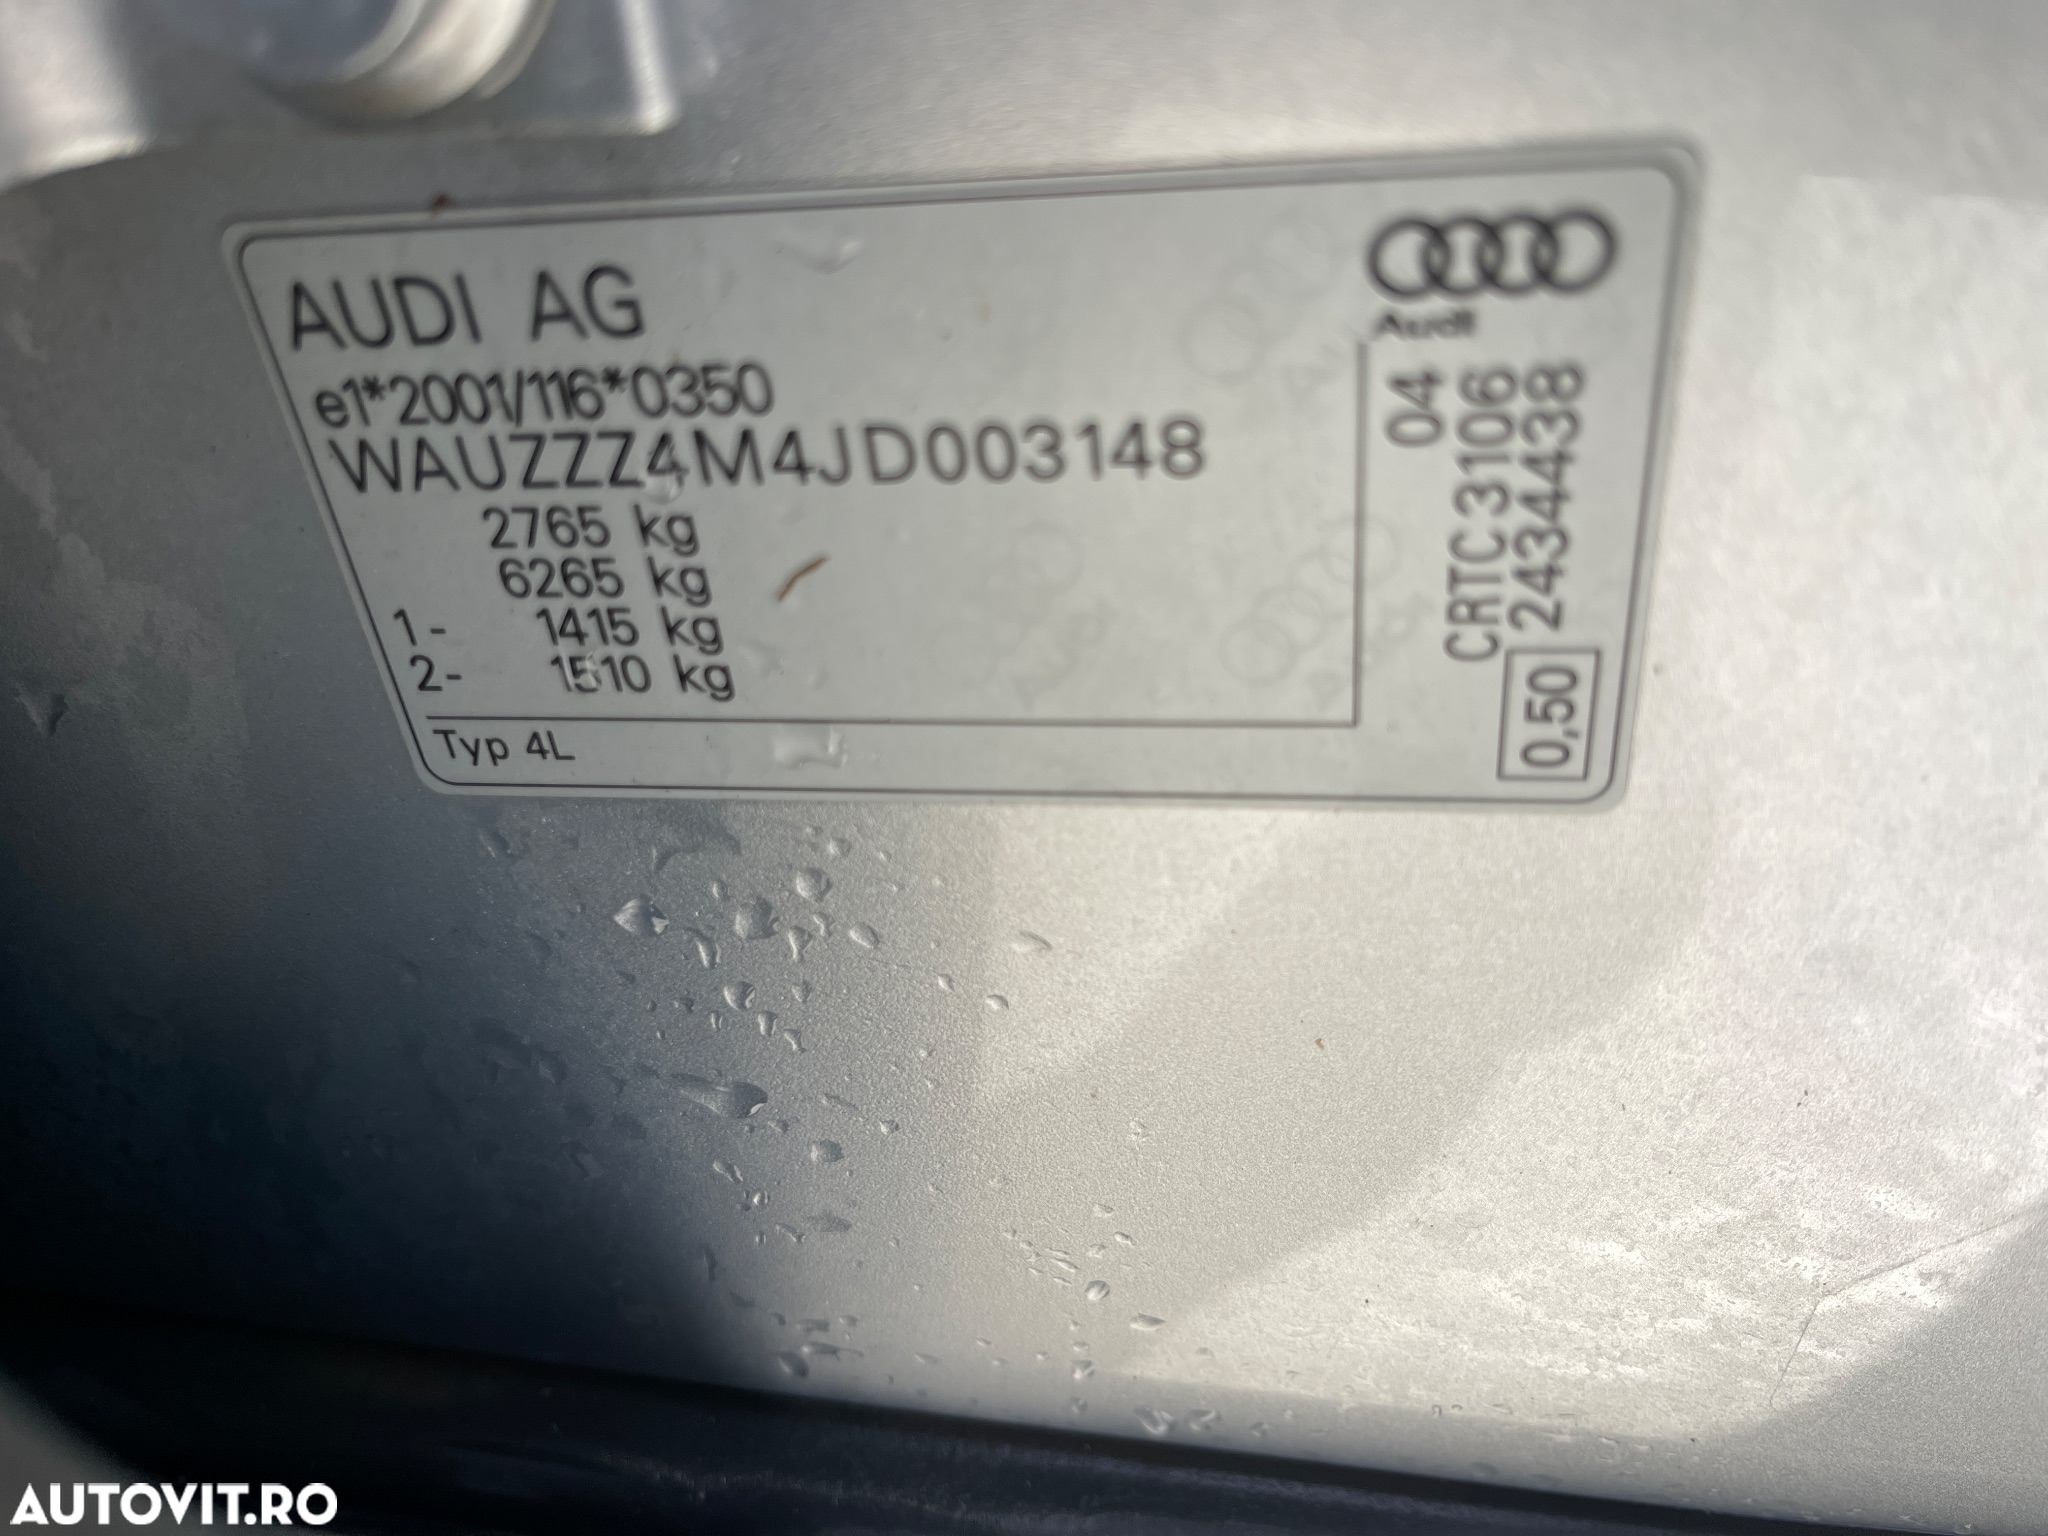 AUDI AG
e1*2001/116*0350
WAUZZZ4M4JD003148
2765 kg
6265 kg
1- 1415 kg
2- 1510 kg
Typ 4L
Audi
04
CRTC3106
24344438
0,50
AUTOVIT.RO